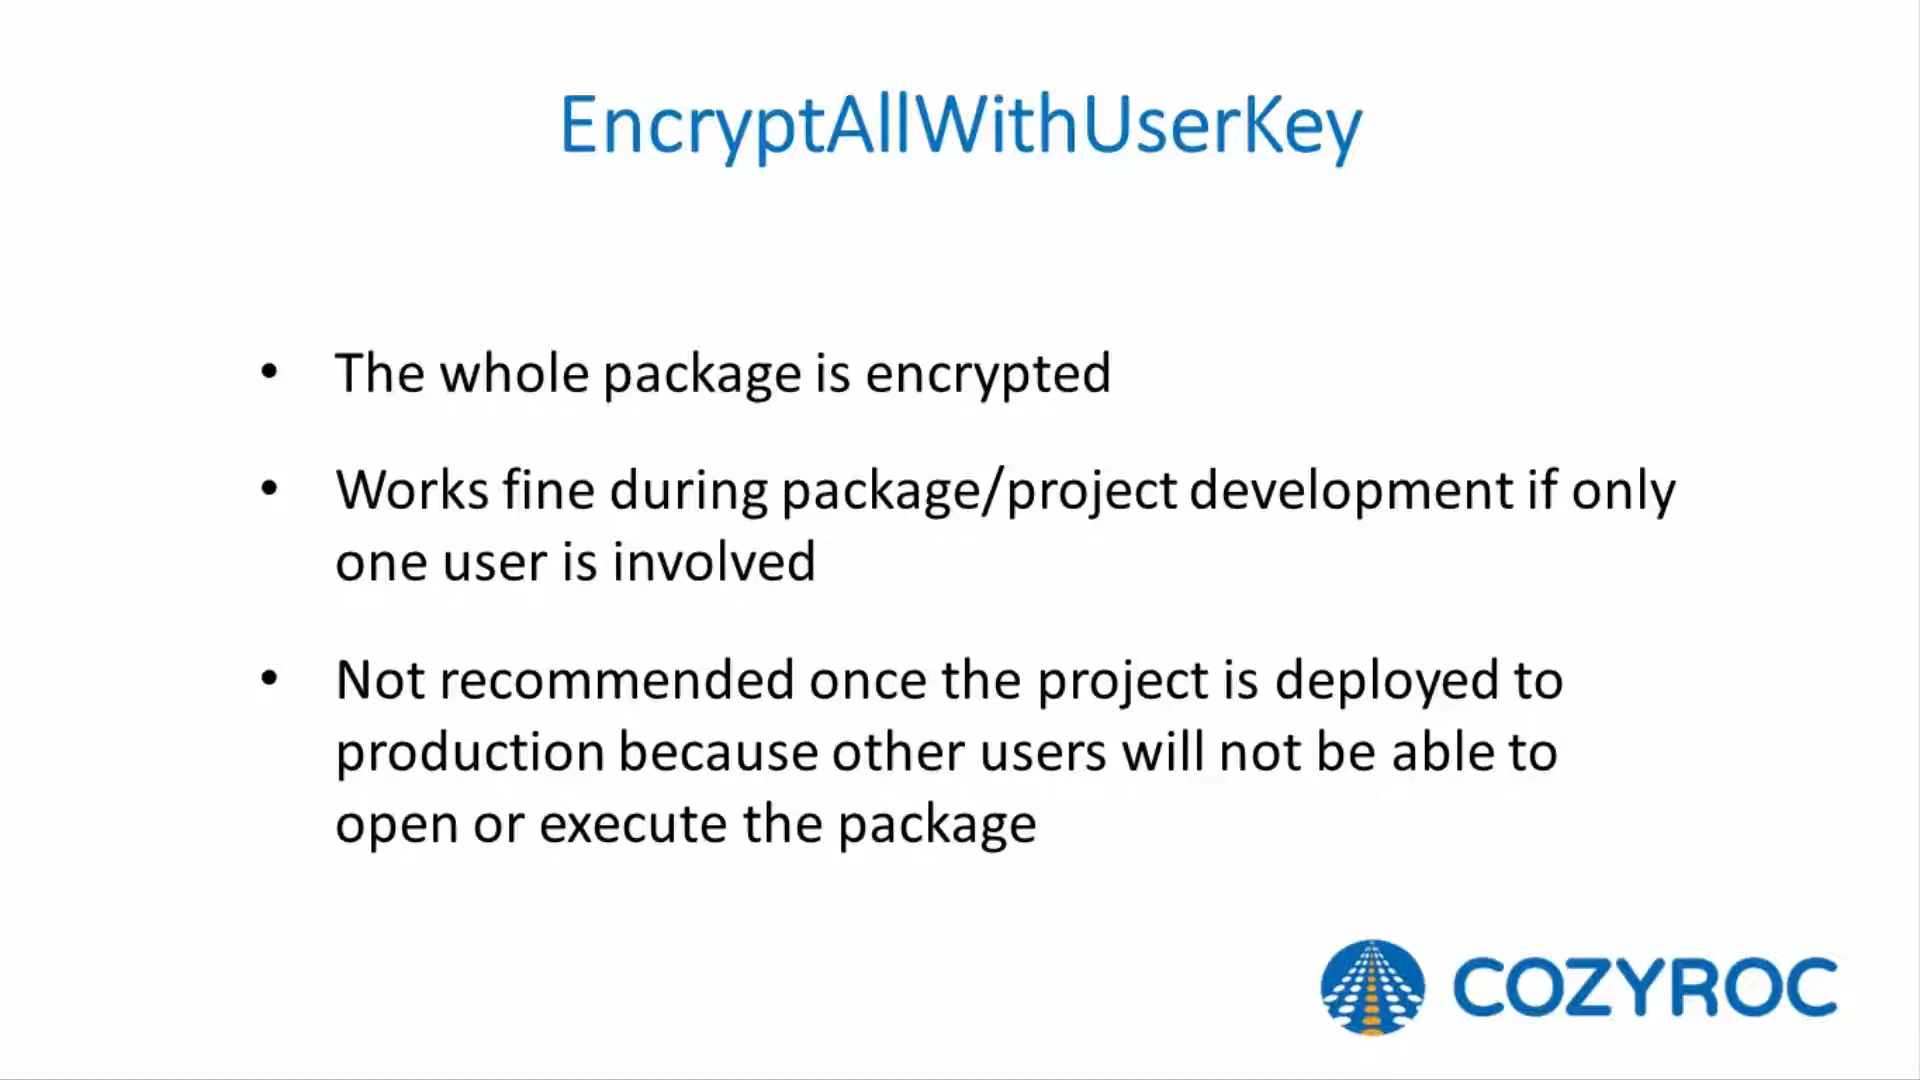 EncryptAllWithUserKey
• The whole package is encrypted
• Works fine during package/project development if only
one user is involved
• Not recommended once the project is deployed to
production because other users will not be able to
open or execute the package
COZYROC